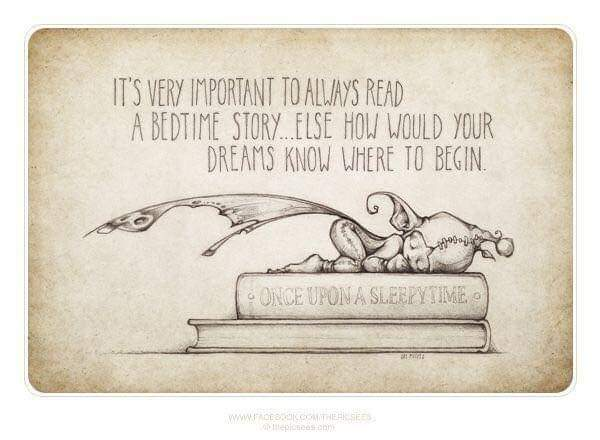 IT'S VERY IMPORTANT TO ALWAYS READ
A BEDTIME STORY...ELSE HOW WOULD YOUR
DREAMS KNOW WHERE TO BEGIN.
· ONCE UPON A SLEEPYTIME ·
WWW.FACEBOOK.COM/THEPICSEES
© thepicsees.com